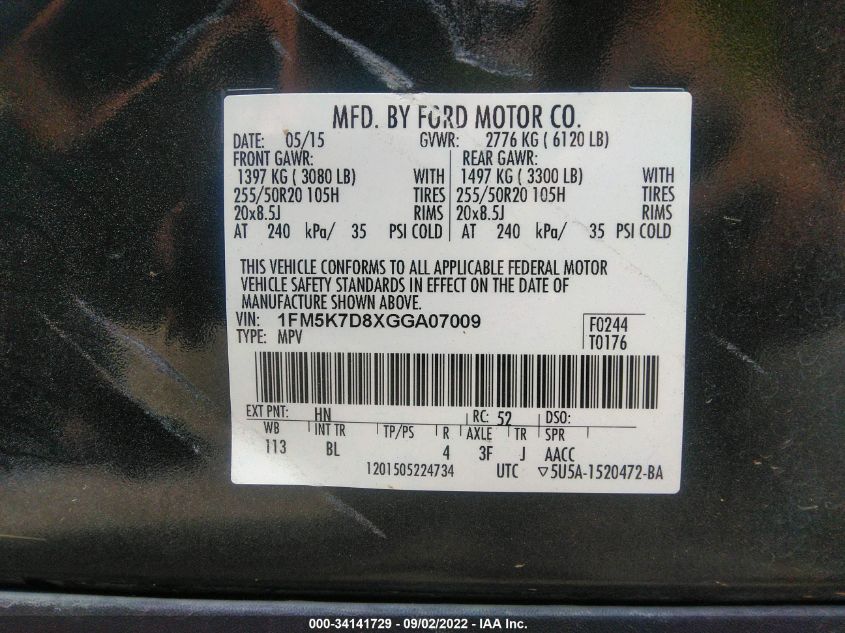 MFD. BY FORD MOTOR CO.
DATE: 05/15 GVWR: 2776 KG ( 6120 LB)
FRONT GAWR: REAR GAWR:
1397 KG ( 3080 LB) WITH 1497 KG ( 3300 LB) WITH
255/50R20 105H TIRES 255/50R20 105H TIRES
20x8.5J RIMS 20x8.5J RIMS
AT 240 kPa/ 35 PSI COLD AT 240 kPa/ 35 PSI COLD
THIS VEHICLE CONFORMS TO ALL APPLICABLE FEDERAL MOTOR
VEHICLE SAFETY STANDARDS IN EFFECT ON THE DATE OF
MANUFACTURE SHOWN ABOVE.
VIN: 1FM5K7D8XGGA07009 F0244
TYPE: MPV T0176
EXT PNT: HN RC: 52 DSO:
WB INT TR TP/PS R AXLE TR SPR
113 BL 4 3F J AACC
1201505224734 UTC ▽5U5A-1520472-BA
000-34141729 - 09/02/2022 - IAA Inc.